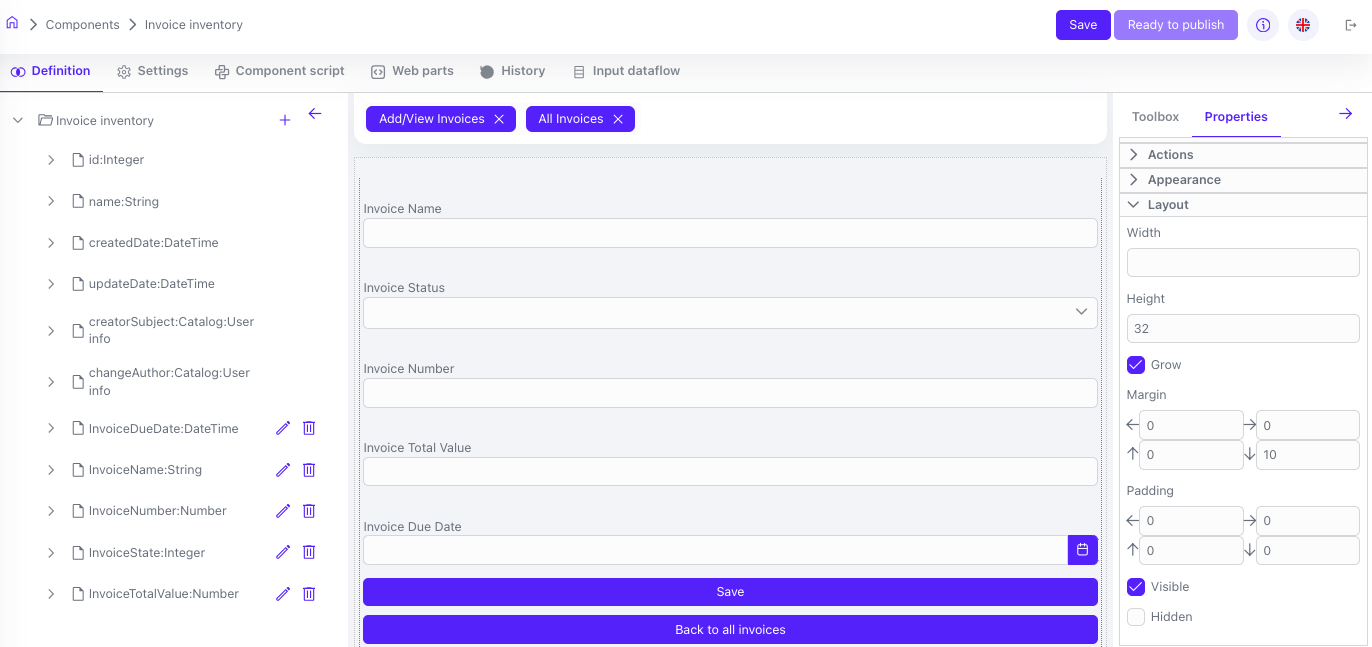 Components Invoice inventory
Save Ready to publish
Definition Settings Component script Web parts History Input dataflow
Invoice inventory
id:Integer
name:String
createdDate:DateTime
updateDate:DateTime
creatorSubject:Catalog:User
info
changeAuthor:Catalog:User
info
InvoiceDueDate:DateTime
InvoiceName:String
InvoiceNumber:Number
InvoiceState:Integer
InvoiceTotalValue:Number
Add/View Invoices All Invoices
Invoice Name
Invoice Status
Invoice Number
Invoice Total Value
Invoice Due Date
Save
Back to all invoices
Toolbox Properties
Actions
Appearance
Layout
Width
Height
32
Grow
Margin
0 0
0 10
Padding
0 0
0 0
Visible
Hidden